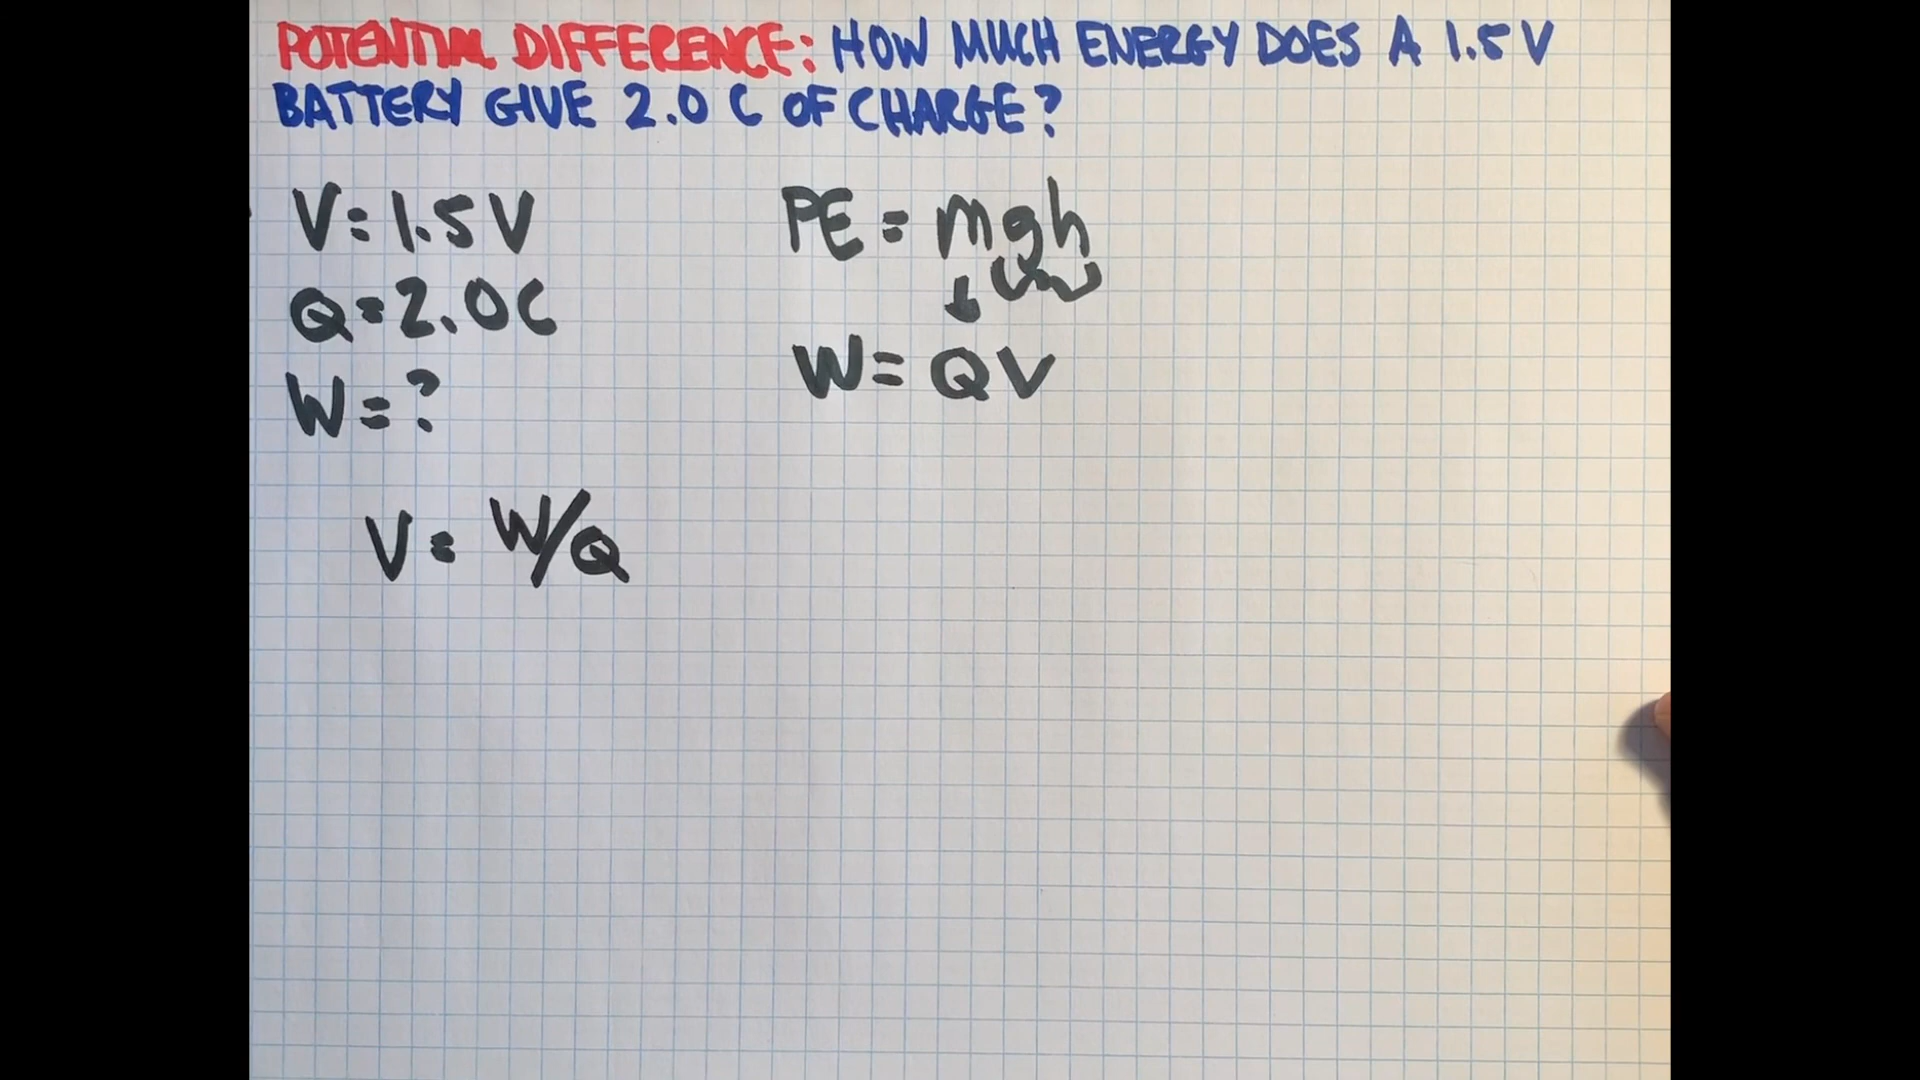 POTENTIAL DIFFERENCE: HOW MUCH ENERGY DOES A 1.5 V
BATTERY GIVE 2.0 C OF CHARGE?
V=1.5V
Q=2.0C
W=?
V=W/Q
PE=mgh
W=QV